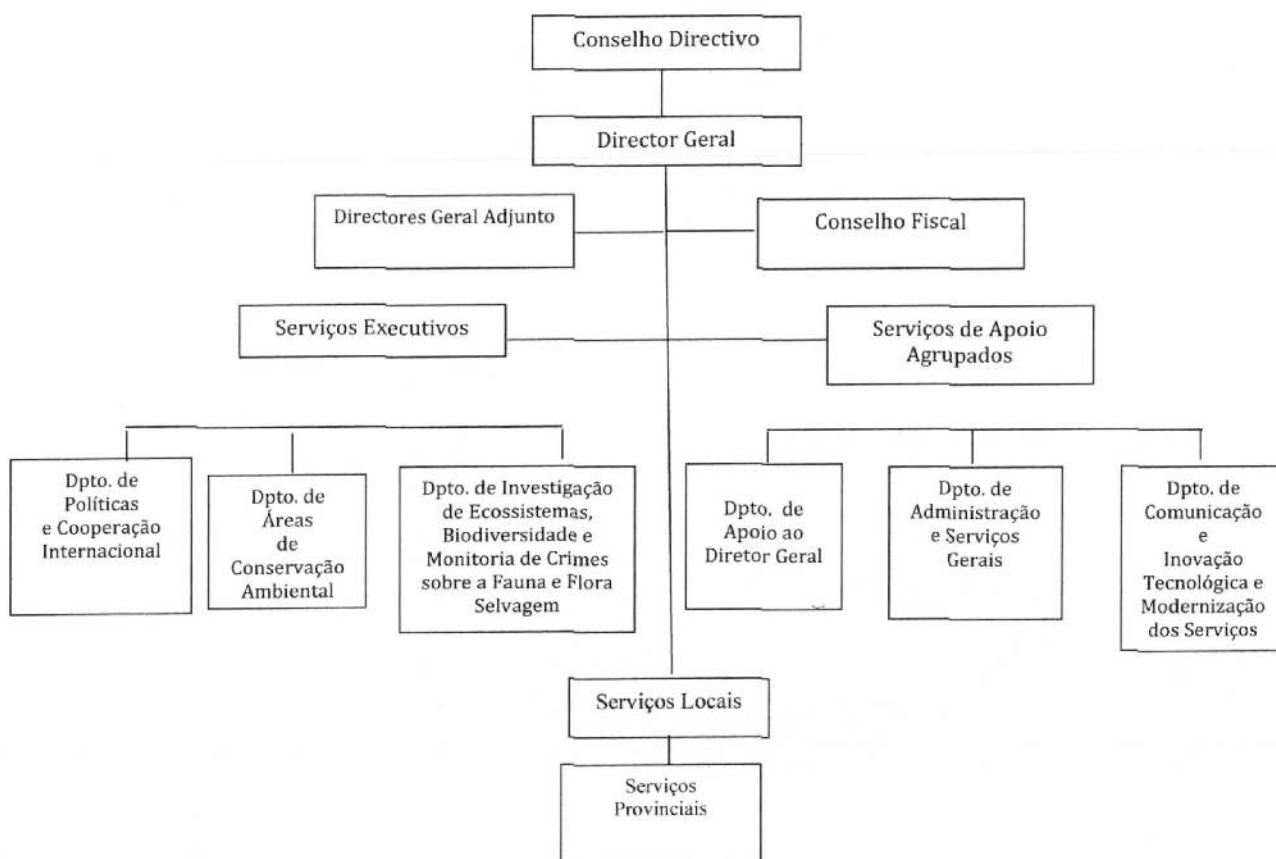 Conselho Directivo
Director Geral
Directores Geral Adjunto
Conselho Fiscal
Serviços Executivos
Serviços de Apoio
Agrupados
Dpto. de
Políticas
e Cooperação
Internacional
Dpto. de
Áreas
de
Conservação
Ambiental
Dpto. de Investigação
de Ecossistemas,
Biodiversidade e
Monitoria de Crimes
sobre a Fauna e Flora
Selvagem
Dpto. de
Apoio ao
Diretor Geral
Dpto. de
Administração
e Serviços
Gerais
Dpto. de
Comunicação
e
Inovação
Tecnológica e
Modernização
dos Serviços
Serviços Locais
Serviços
Provinciais